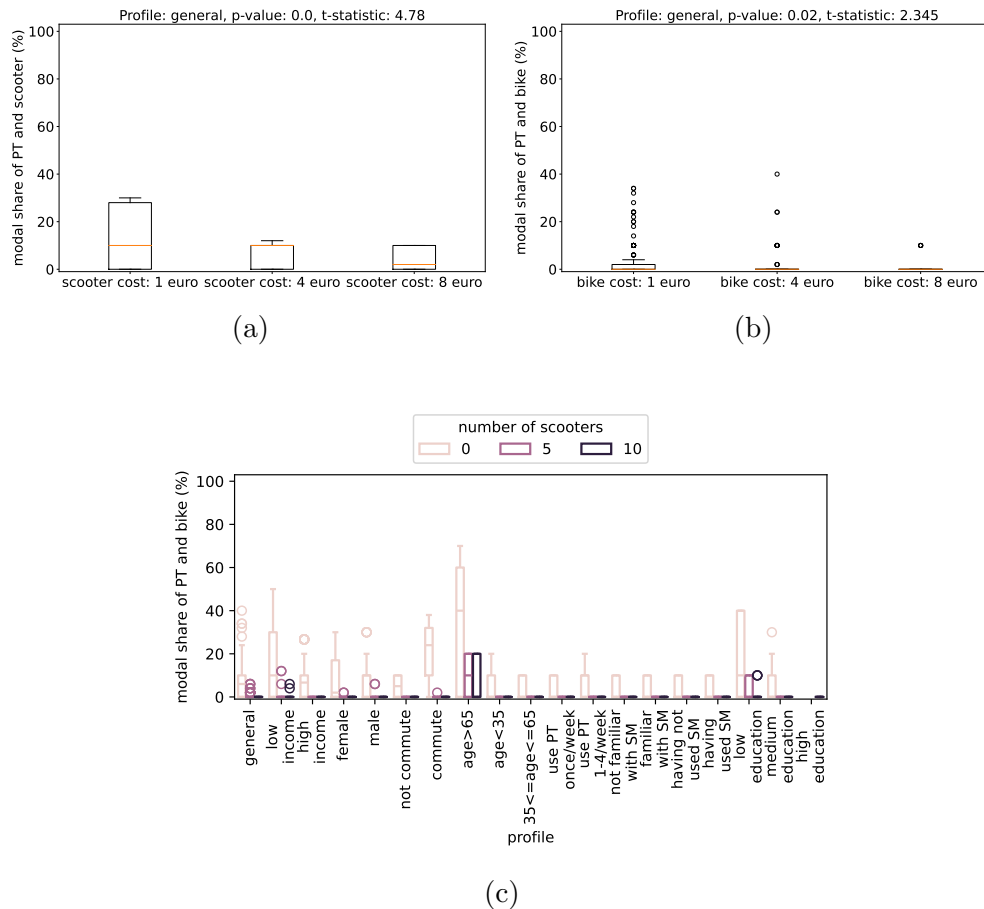 Profile: general, p-value: 0.0, t-statistic: 4.78
modal share of PT and scooter (%)
100
80
60
40
20
0
scooter cost: 1 euro scooter cost: 4 euro scooter cost: 8 euro
(a)
Profile: general, p-value: 0.02, t-statistic: 2.345
modal share of PT and bike (%)
100
80
60
40
20
0
bike cost: 1 euro bike cost: 4 euro bike cost: 8 euro
(b)
number of scooters
0 5 10
modal share of PT and bike (%)
100
80
60
40
20
0
general
low
income
high
income
female
male
not commute
commute
age>65
age<35
35<=age<=65
use PT
once/week
use PT
1-4/week
not familiar
with SM
familiar
with SM
having not
used SM
having
used SM
low
education
medium
education
high
education
profile
(c)